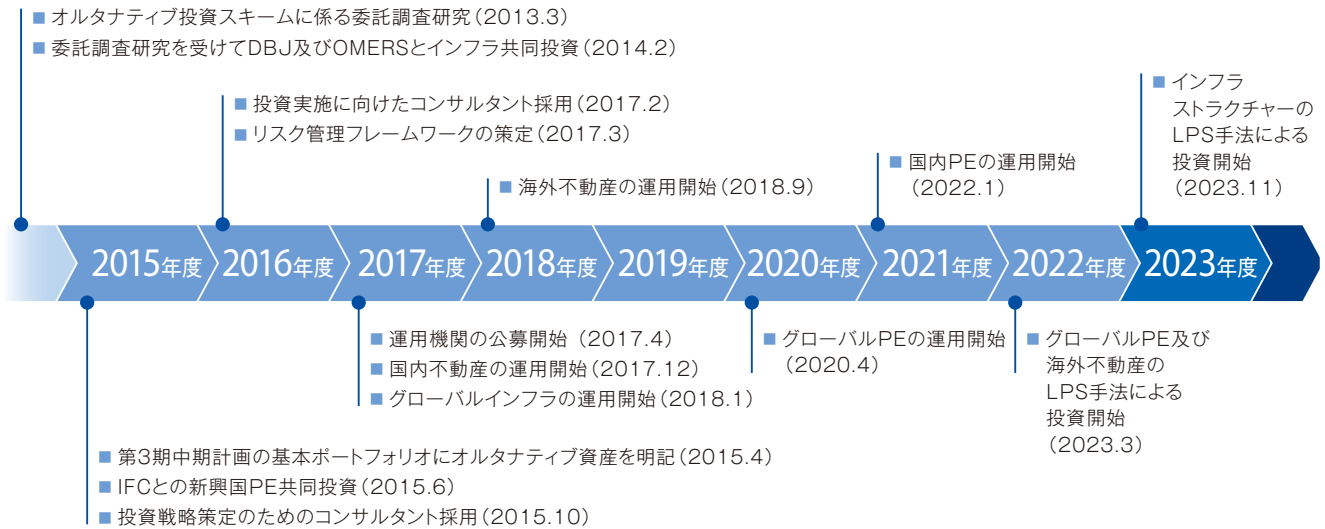 ■ オルタナティブ投資スキームに係る委託調査研究（2013.3）
■ 委託調査研究を受けてDBJ及びOMERSとインフラ共同投資（2014.2）
■ 投資実施に向けたコンサルタント採用（2017.2）
■ リスク管理フレームワークの策定（2017.3）
■ 海外不動産の運用開始（2018.9）
■ 国内PEの運用開始
（2022.1）
■ インフラ
ストラクチャーの
LPS手法による
投資開始
（2023.11）
2015年度 2016年度 2017年度 2018年度 2019年度 2020年度 2021年度 2022年度 2023年度
■ 運用機関の公募開始（2017.4）
■ 国内不動産の運用開始（2017.12）
■ グローバルインフラの運用開始（2018.1）
■ グローバルPEの運用開始
（2020.4）
■ グローバルPE及び
海外不動産の
LPS手法による
投資開始
（2023.3）
■ 第3期中期計画の基本ポートフォリオにオルタナティブ資産を明記（2015.4）
■ IFCとの新興国PE共同投資（2015.6）
■ 投資戦略策定のためのコンサルタント採用（2015.10）